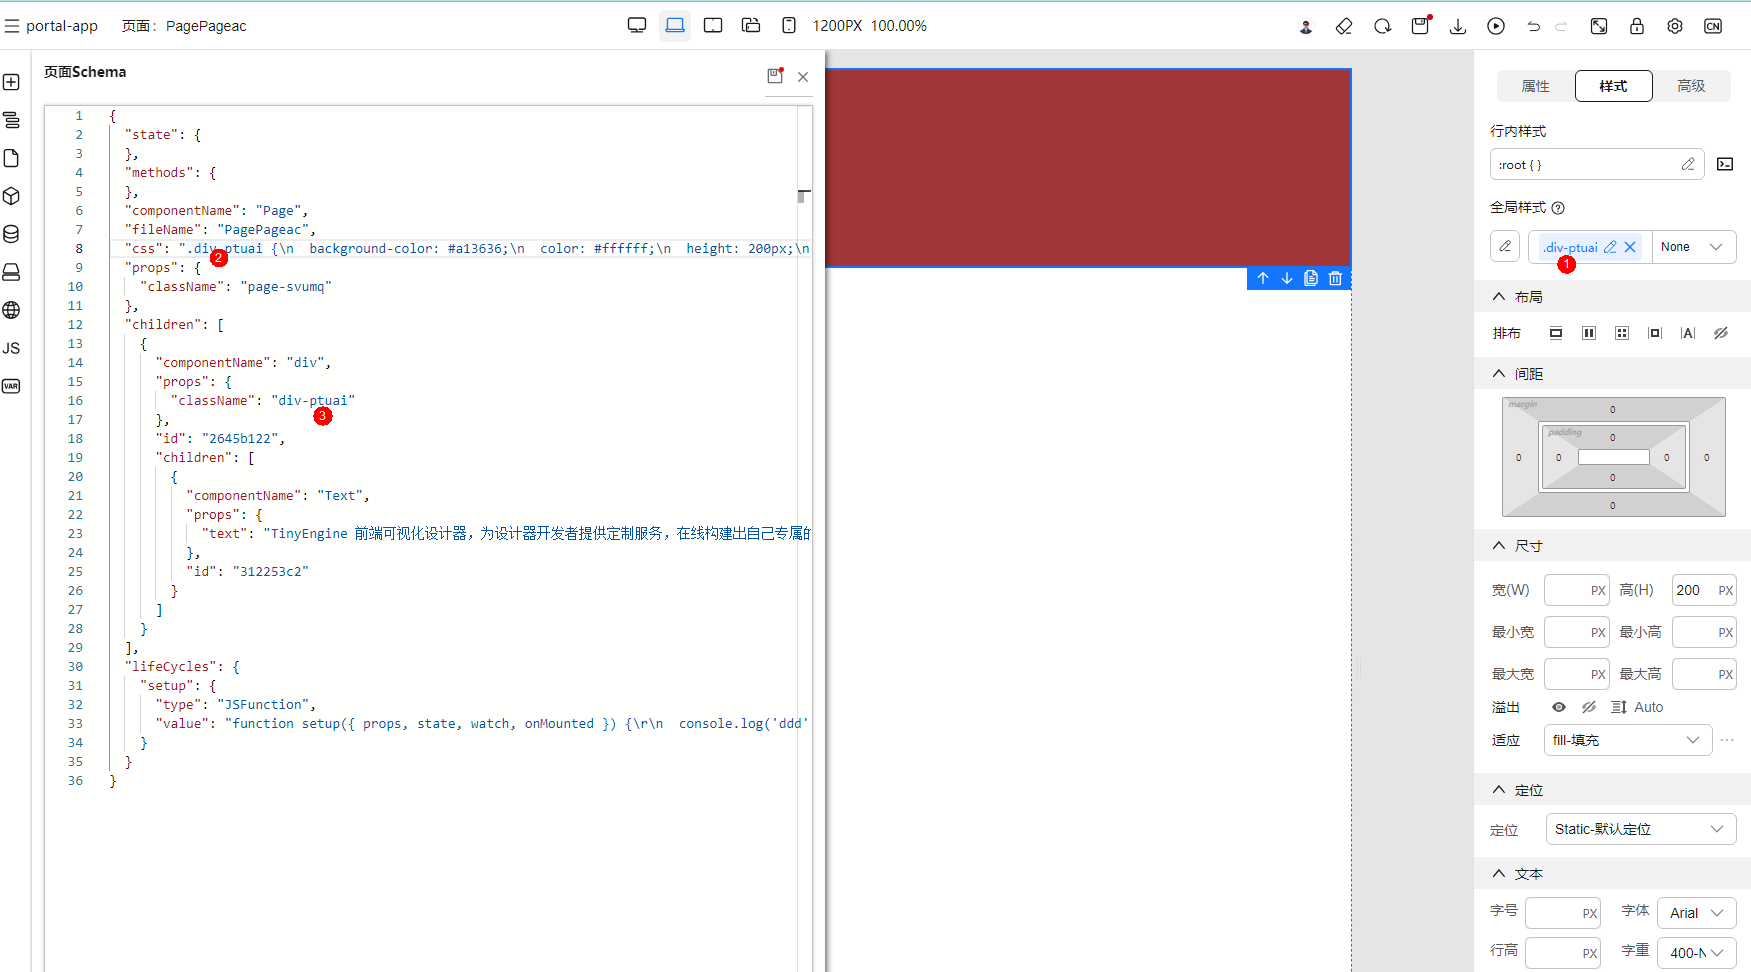 portal-app 页面： PagePageac 1200PX 100.00% CN
页面Schema
JS
VAR
1 {
2 "state": {
3 },
4 "methods": {
5 },
6 "componentName": "Page",
7 "fileName": "PagePageac",
8 "css": ".div-ptuai {\n  background-color: #a13636;\n  color: #ffffff;\n  height: 200px;\n
2
9 "props": {
10 "className": "page-svumq"
11 },
12 "children": [
13 {
14 "componentName": "div",
15 "props": {
16 "className": "div-ptuai"
3
17 },
18 "id": "2645b122",
19 "children": [
20 {
21 "componentName": "Text",
22 "props": {
23 "text": "TinyEngine 前端可视化设计器，为设计器开发者提供定制服务，在线构建出自己专属的
24 },
25 "id": "312253c2"
26 }
27 ]
28 }
29 ],
30 "lifeCycles": {
31 "setup": {
32 "type": "JSFunction",
33 "value": "function setup({ props, state, watch, onMounted }) {\r\n  console.log('ddd'
34 }
35 }
36 }
属性 样式 高级
行内样式
:root { }
全局样式
.div-ptuai None
1
布局
排布 A
间距
margin 0
padding 0
0 0 0 0
0
0
尺寸
宽(W) PX 高(H) 200 PX
最小宽 PX 最小高 PX
最大宽 PX 最大高 PX
溢出 Auto
适应 fill-填充
定位
定位 Static-默认定位
文本
字号 PX 字体 Arial
行高 PX 字重 400-N